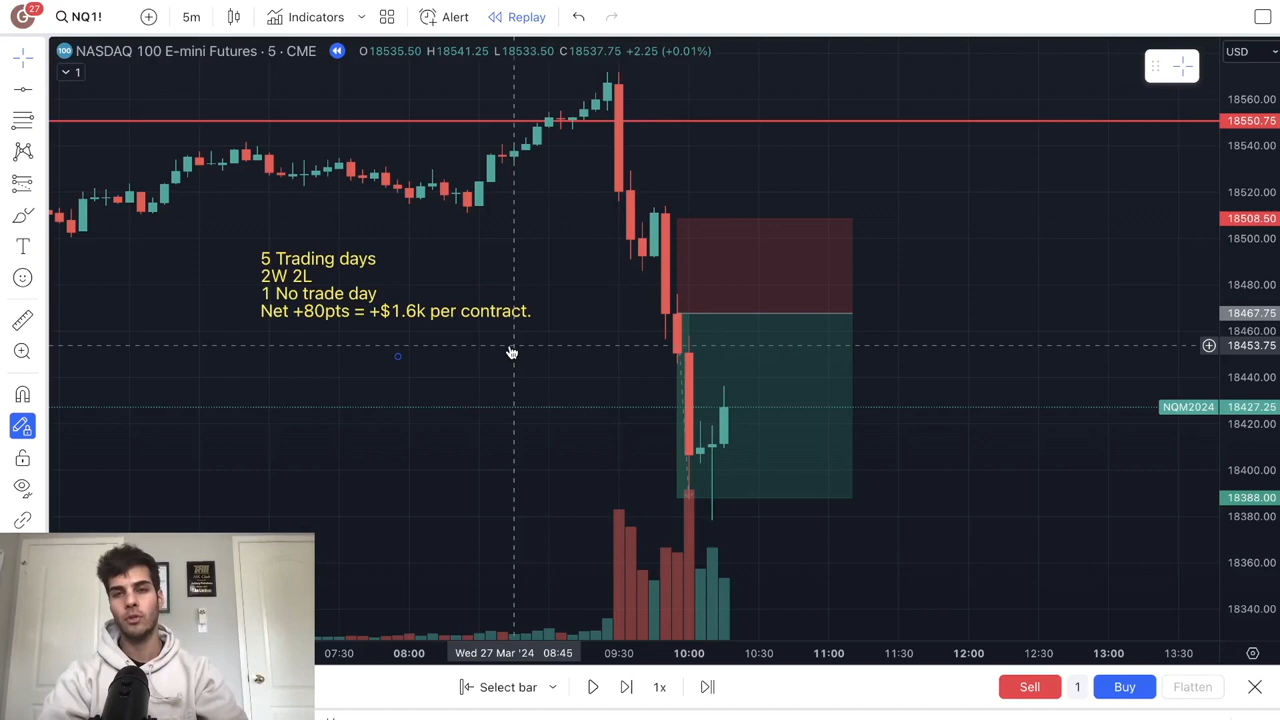 27
NQ1!
5m
Indicators
Alert
Replay
NASDAQ 100 E-mini Futures · 5 · CME
O18535.50 H18541.25 L18533.50 C18537.75 +2.25 (+0.01%)
USD
100
1
18560.00
18550.75
18540.00
18520.00
18508.50
18500.00
5 Trading days
2W 2L
1 No trade day
Net +80pts = +$1.6k per contract.
18480.00
18467.75
18460.00
18453.75
18440.00
NQM2024 18427.25
18420.00
18400.00
18388.00
18380.00
18360.00
18340.00
07:30 08:00 Wed 27 Mar '24 08:45 09:30 10:00 10:30 11:00 11:30 12:00 12:30 13:00 13:30
Select bar
1x
Sell
1
Buy
Flatten